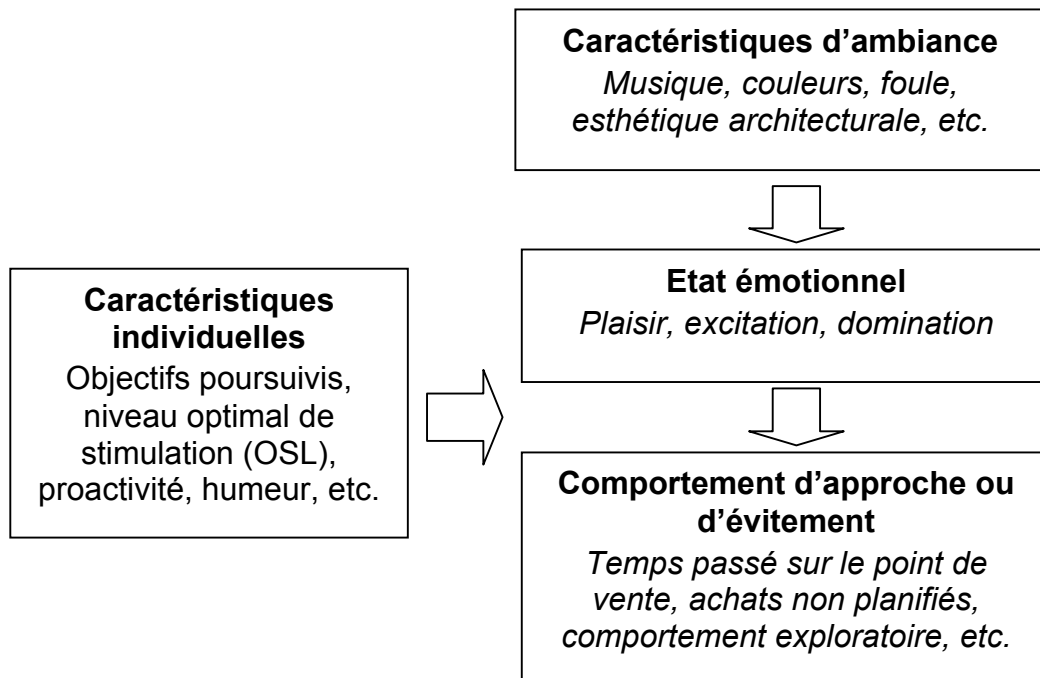 Caractéristiques d’ambiance
Musique, couleurs, foule,
esthétique architecturale, etc.
Etat émotionnel
Plaisir, excitation, domination
Caractéristiques
individuelles
Objectifs poursuivis,
niveau optimal de
stimulation (OSL),
proactivité, humeur, etc.
Comportement d’approche ou
d’évitement
Temps passé sur le point de
vente, achats non planifiés,
comportement exploratoire, etc.